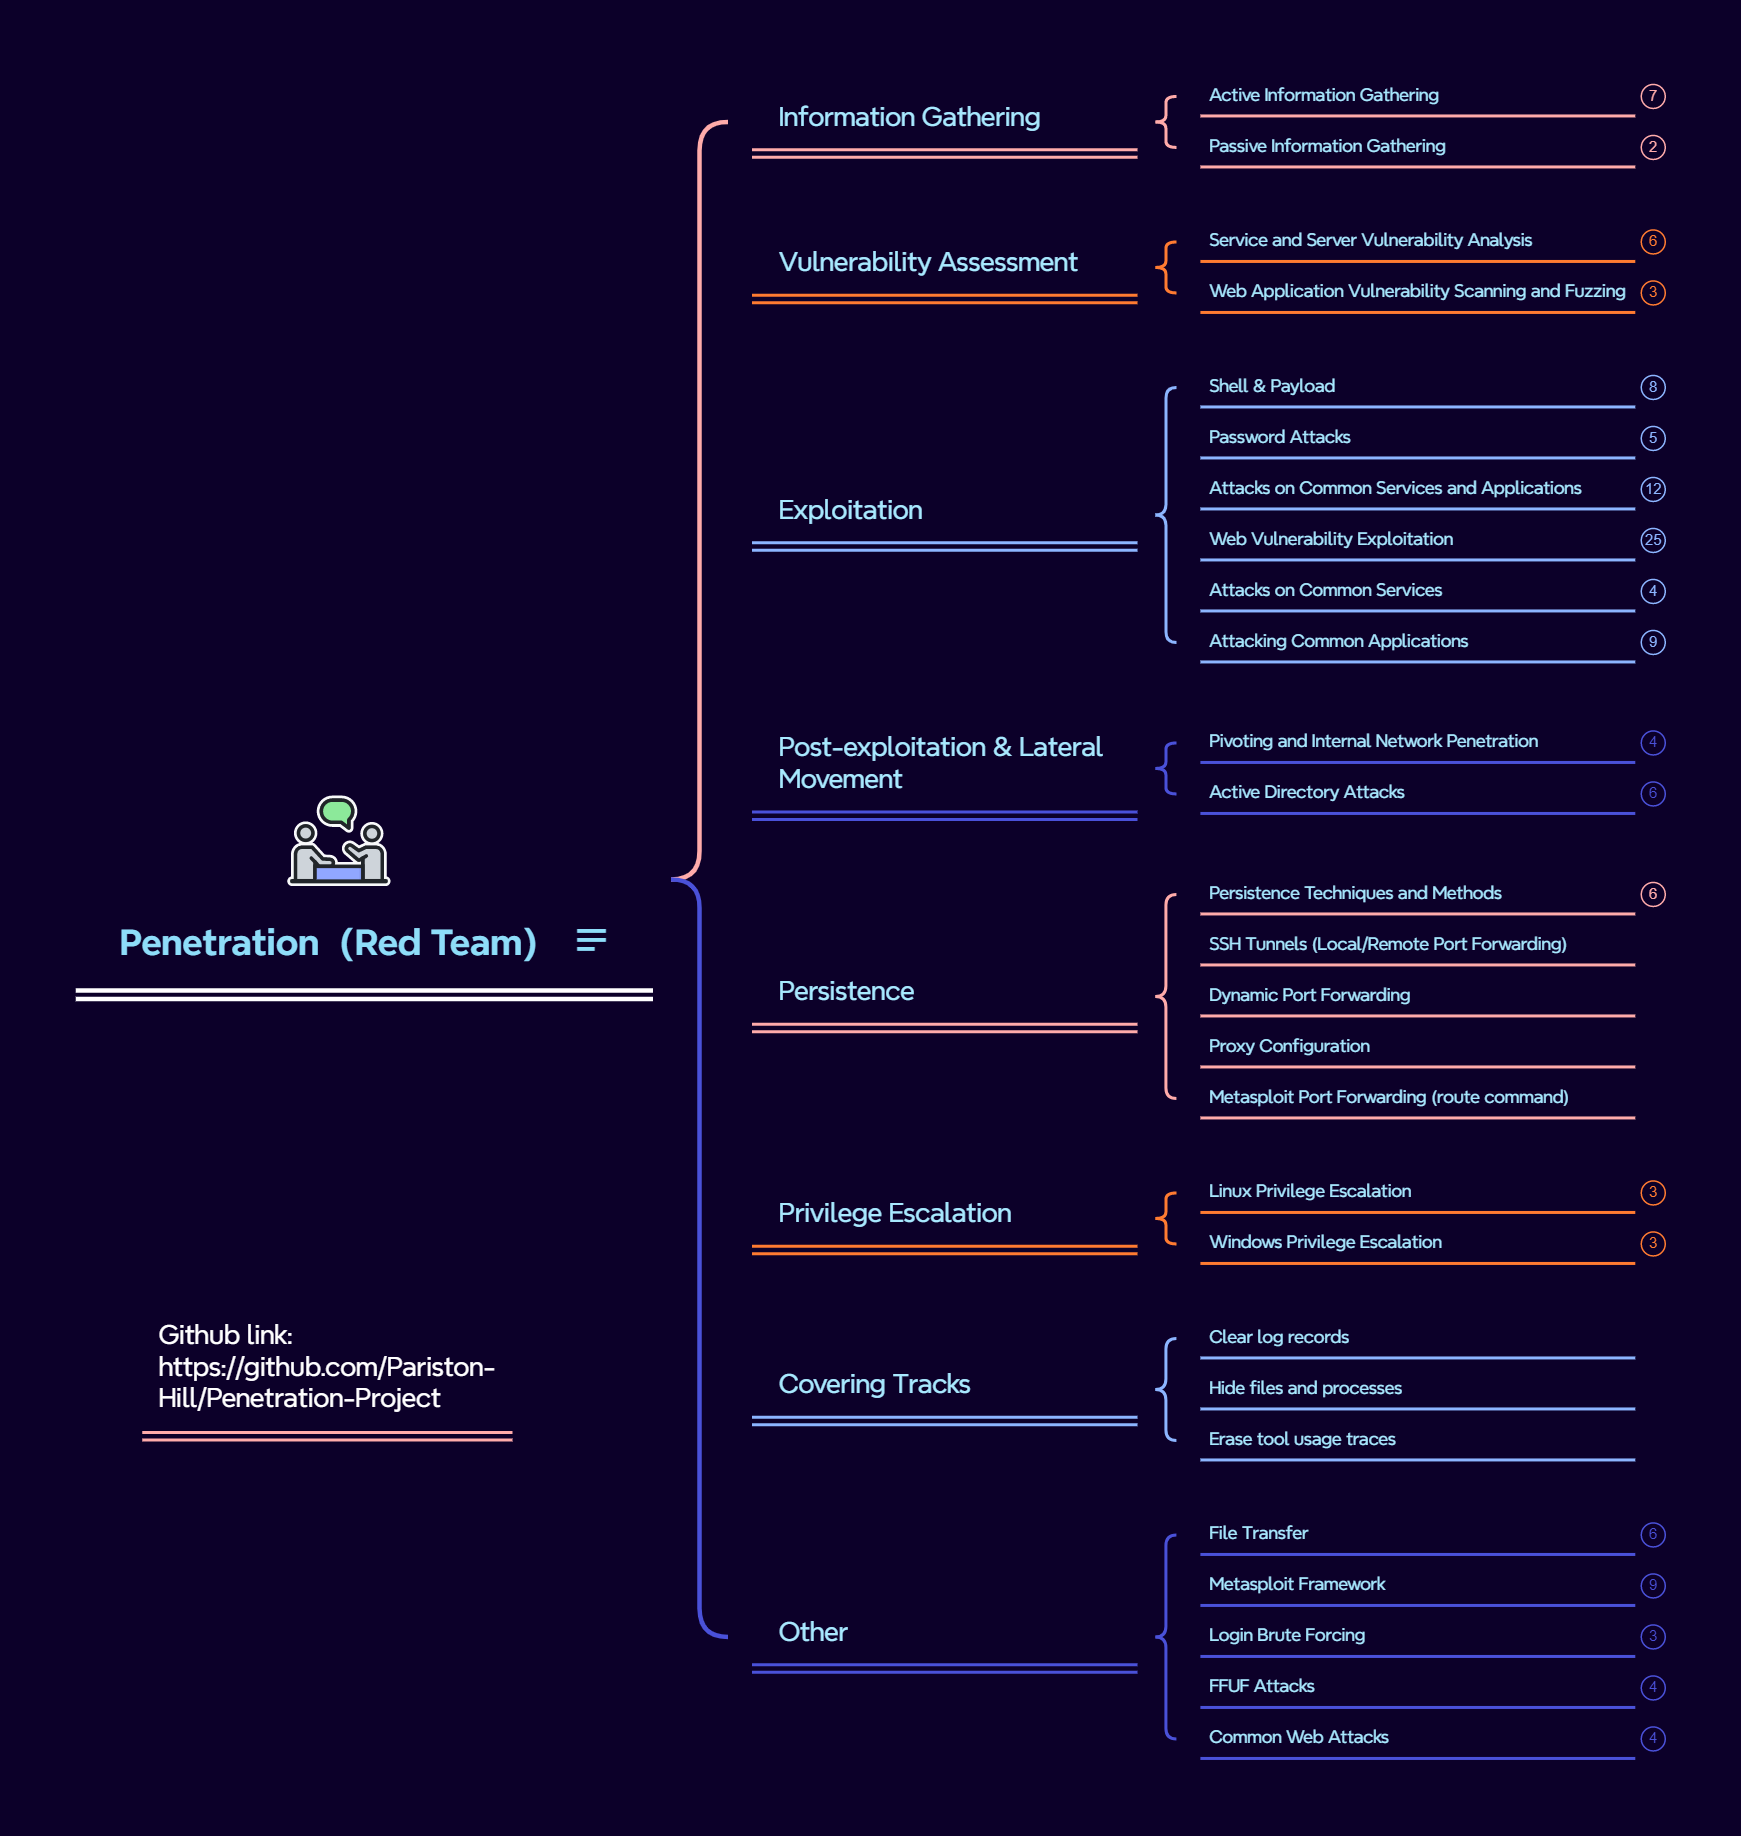 Information Gathering
Active Information Gathering 7
Passive Information Gathering 2
Vulnerability Assessment
Service and Server Vulnerability Analysis 6
Web Application Vulnerability Scanning and Fuzzing 3
Exploitation
Shell & Payload 8
Password Attacks 5
Attacks on Common Services and Applications 12
Web Vulnerability Exploitation 25
Attacks on Common Services 4
Attacking Common Applications 9
Post-exploitation & Lateral
Movement
Pivoting and Internal Network Penetration 4
Active Directory Attacks 6
Penetration (Red Team)
Persistence
Persistence Techniques and Methods 6
SSH Tunnels (Local/Remote Port Forwarding)
Dynamic Port Forwarding
Proxy Configuration
Metasploit Port Forwarding (route command)
Privilege Escalation
Linux Privilege Escalation 3
Windows Privilege Escalation 3
Github link:
https://github.com/Pariston-
Hill/Penetration-Project
Covering Tracks
Clear log records
Hide files and processes
Erase tool usage traces
Other
File Transfer 6
Metasploit Framework 9
Login Brute Forcing 3
FFUF Attacks 4
Common Web Attacks 4